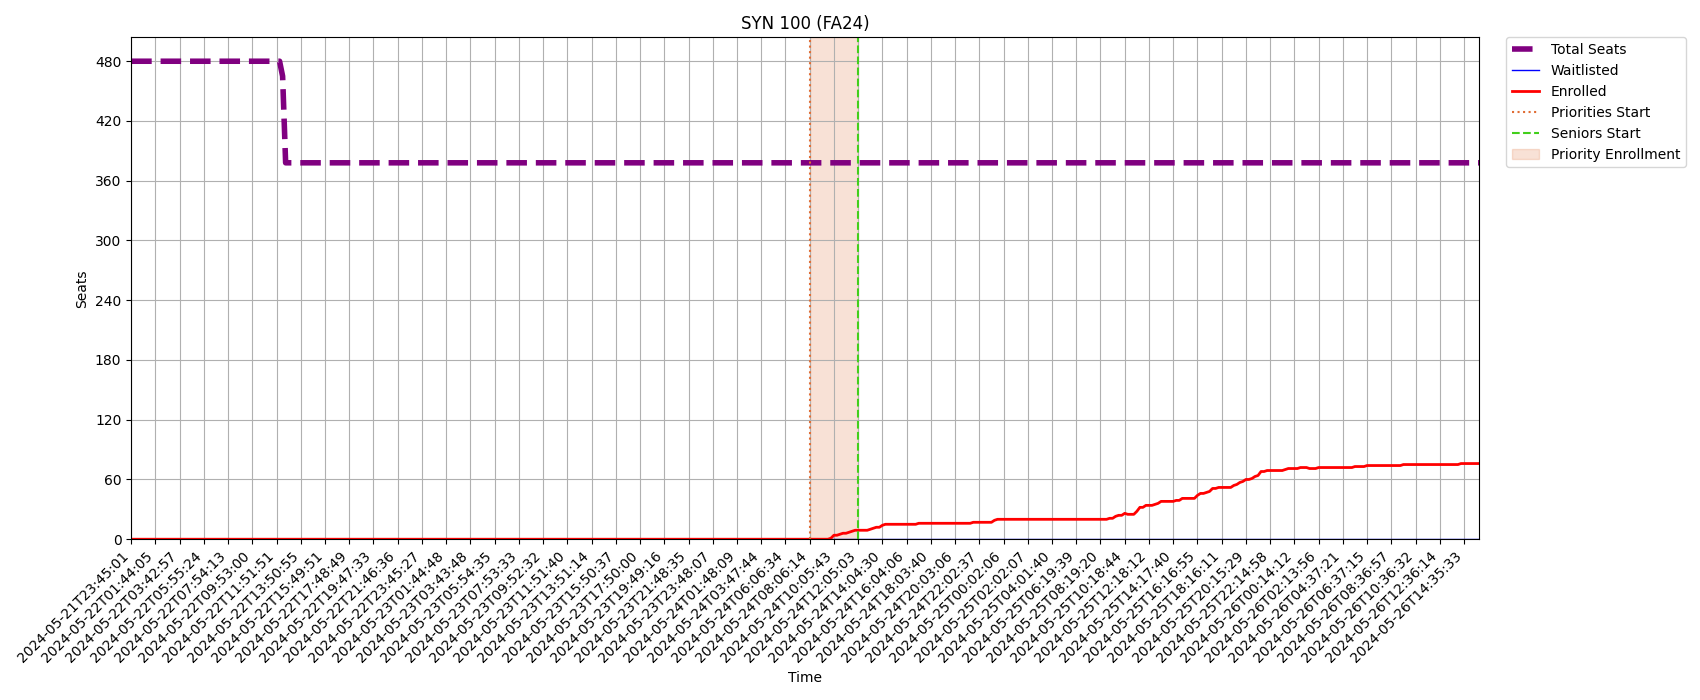 SYN 100 (FA24)
Total Seats
Waitlisted
Enrolled
Priorities Start
Seniors Start
Priority Enrollment
Seats
480
420
360
300
240
180
120
60
0
2024-05-21T23:45:01
2024-05-22T01:44:05
2024-05-22T03:42:57
2024-05-22T05:55:24
2024-05-22T07:54:13
2024-05-22T09:53:00
2024-05-22T11:51:51
2024-05-22T13:50:55
2024-05-22T15:49:51
2024-05-22T17:48:49
2024-05-22T19:47:33
2024-05-22T21:46:36
2024-05-22T23:45:27
2024-05-23T01:44:48
2024-05-23T03:43:48
2024-05-23T05:54:35
2024-05-23T07:53:33
2024-05-23T09:52:32
2024-05-23T11:51:40
2024-05-23T13:51:14
2024-05-23T15:50:37
2024-05-23T17:50:00
2024-05-23T19:49:16
2024-05-23T21:48:35
2024-05-23T23:48:07
2024-05-24T01:48:09
2024-05-24T03:47:44
2024-05-24T06:06:34
2024-05-24T08:06:14
2024-05-24T10:05:43
2024-05-24T12:05:03
2024-05-24T14:04:30
2024-05-24T16:04:06
2024-05-24T18:03:40
2024-05-24T20:03:06
2024-05-24T22:02:37
2024-05-25T00:02:06
2024-05-25T02:02:07
2024-05-25T04:01:40
2024-05-25T06:19:39
2024-05-25T08:19:20
2024-05-25T10:18:44
2024-05-25T12:18:12
2024-05-25T14:17:40
2024-05-25T16:16:55
2024-05-25T18:16:11
2024-05-25T20:15:29
2024-05-25T22:14:58
2024-05-26T00:14:12
2024-05-26T02:13:56
2024-05-26T04:37:21
2024-05-26T06:37:15
2024-05-26T08:36:57
2024-05-26T10:36:32
2024-05-26T12:36:14
2024-05-26T14:35:33
Time